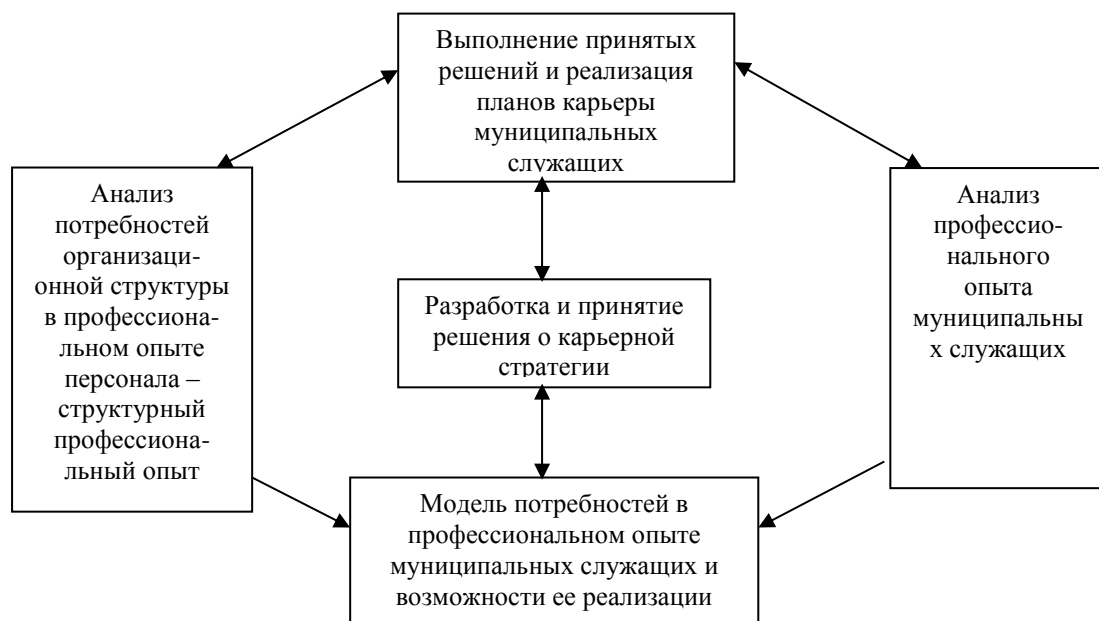 Выполнение принятых
решений и реализация
планов карьеры
муниципальных
служащих
Анализ
потребностей
организаци-
онной структуры
в профессиона-
льном опыте
персонала –
структурный
профессиона-
льный опыт
Разработка и принятие
решения о карьерной
стратегии
Анализ
профессио-
нального
опыта
муниципальны
х служащих
Модель потребностей в
профессиональном опыте
муниципальных служащих и
возможности ее реализации